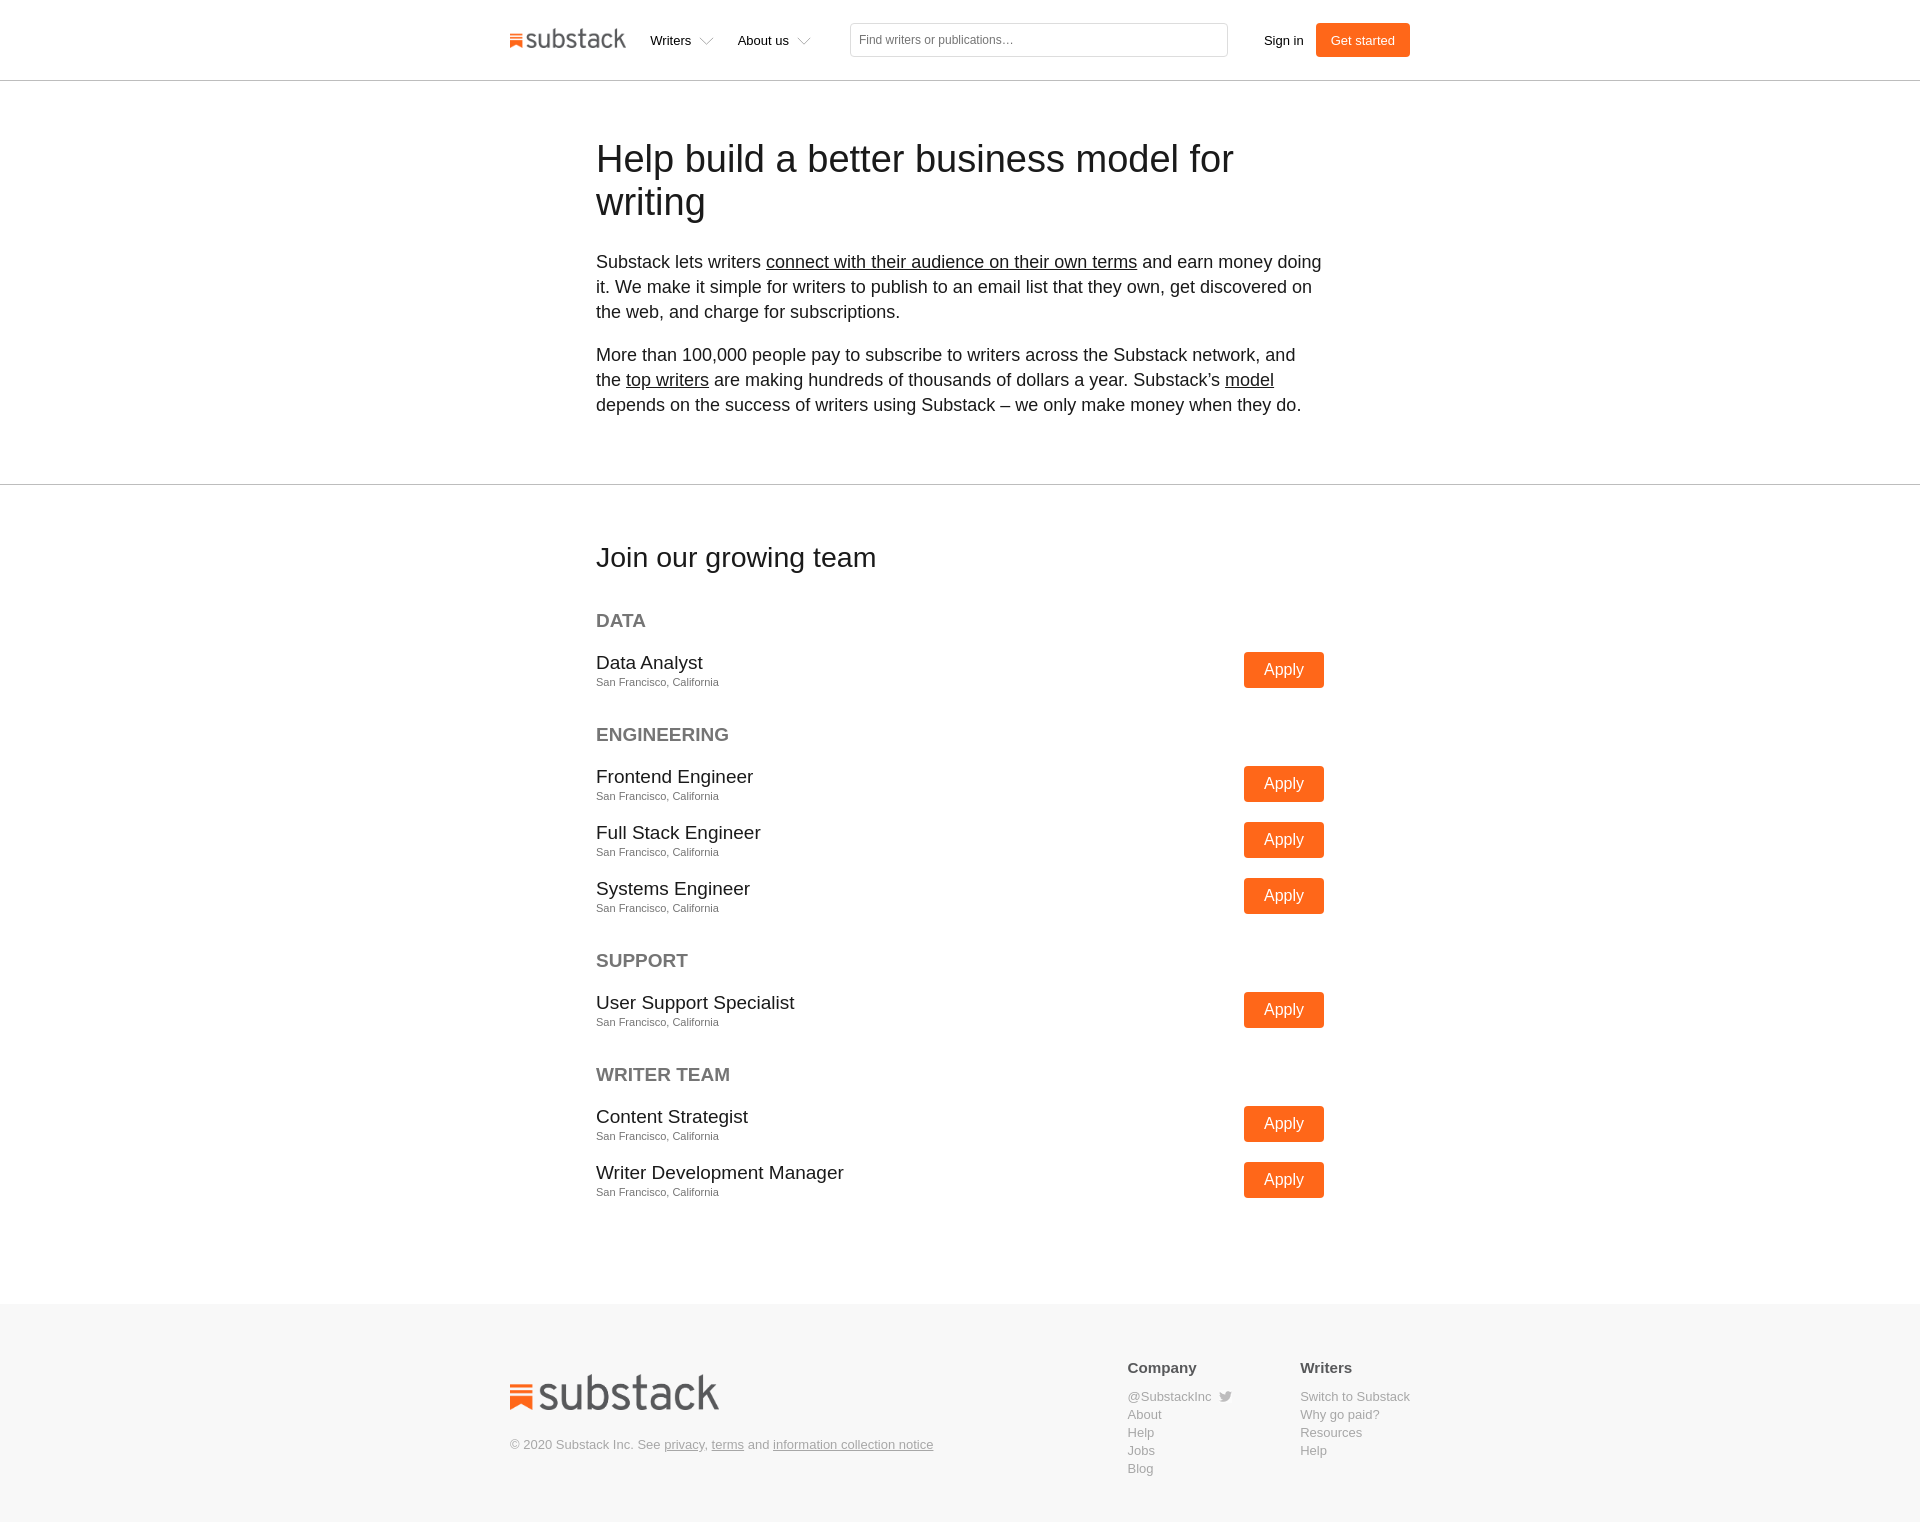 substack Writers About us Find writers or publications… Sign in Get started
Help build a better business model for
writing
Substack lets writers connect with their audience on their own terms and earn money doing
it. We make it simple for writers to publish to an email list that they own, get discovered on
the web, and charge for subscriptions.
More than 100,000 people pay to subscribe to writers across the Substack network, and
the top writers are making hundreds of thousands of dollars a year. Substack’s model
depends on the success of writers using Substack – we only make money when they do.
Join our growing team
DATA
Data Analyst
San Francisco, California
Apply
ENGINEERING
Frontend Engineer
San Francisco, California
Apply
Full Stack Engineer
San Francisco, California
Apply
Systems Engineer
San Francisco, California
Apply
SUPPORT
User Support Specialist
San Francisco, California
Apply
WRITER TEAM
Content Strategist
San Francisco, California
Apply
Writer Development Manager
San Francisco, California
Apply
substack
© 2020 Substack Inc. See privacy, terms and information collection notice
Company
@SubstackInc
About
Help
Jobs
Blog
Writers
Switch to Substack
Why go paid?
Resources
Help